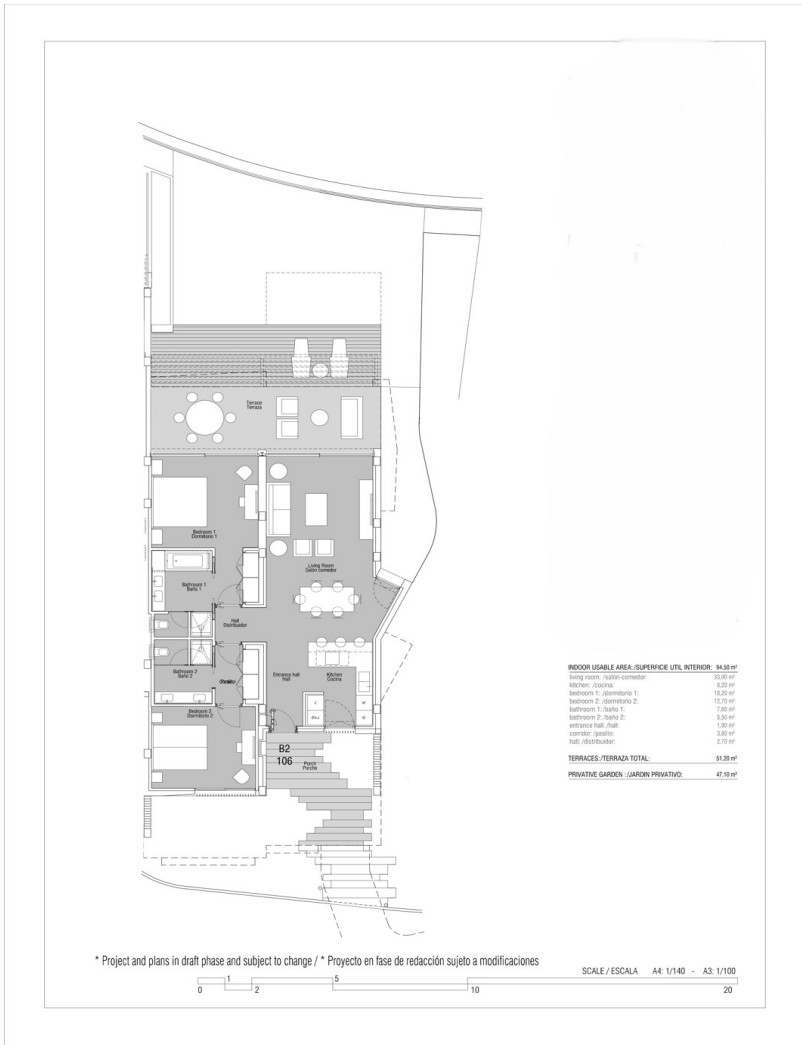 Terrace
Terraza
Bedroom 1
Dormitorio 1
Living Room
Salón comedor
Bathroom 1
Baño 1
Hall
Distribuidor
Bathroom 2
Baño 2
Entrance hall
Hall
Kitchen
Cocina
Bedroom 2
Dormitorio 2
B2
106
Porch
Porche
INDOOR USABLE AREA:/SUPERFICIE UTIL INTERIOR: 94.50 m²
living room: /salón-comedor: 33,90 m²
kitchen: /cocina: 8,20 m²
bedroom 1: /dormitorio 1: 18,20 m²
bedroom 2: /dormitorio 2: 12,70 m²
bathroom 1:/baño 1: 7,60 m²
bathroom 2:/baño 2: 5,50 m²
entrance hall: /hall: 1,90 m²
corridor: /pasillo: 3,80 m²
hall: /distribuidor: 2,70 m²
TERRACES:/TERRAZA TOTAL: 51.20 m²
PRIVATIVE GARDEN :/JARDIN PRIVATIVO: 47.10 m²
* Project and plans in draft phase and subject to change / * Proyecto en fase de redacción sujeto a modificaciones
SCALE / ESCALA A4: 1/140 - A3: 1/100
1 5
0 2 10 20